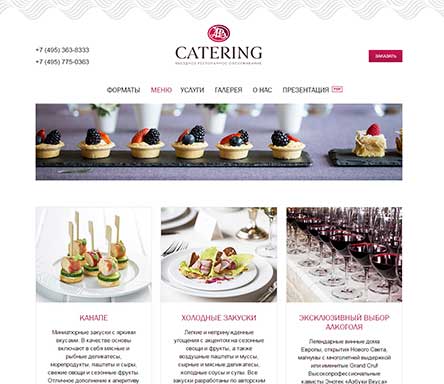 +7 (495) 363-8333
+7 (495) 775-0363
CATERING
ВЫЕЗДНОЕ РЕСТОРАННОЕ ОБСЛУЖИВАНИЕ
ЗАКАЗАТЬ
ФОРМАТЫ МЕНЮ УСЛУГИ ГАЛЕРЕЯ О НАС ПРЕЗЕНТАЦИЯ PDF
КАНАПЕ
Миниатюрные закуски с яркими
вкусами. В качестве основы
включают в себя мясные и
рыбные деликатесы,
морепродукты, паштеты и сыры,
свежие овощи и сезонные фрукты.
Отличное дополнение к аперитиву
ХОЛОДНЫЕ ЗАКУСКИ
Легкие и непринужденные
угощения с акцентом на сезонные
овощи и фрукты, а также
воздушные паштеты и муссы,
сырные и мясные деликатесы,
холодные соусы и супы. Все
закуски разработаны по авторским
ЭКСКЛЮЗИВНЫЙ ВЫБОР
АЛКОГОЛЯ
Легендарные винные дома
Европы, открытия Нового Света,
магнумы с многолетней выдержкой
или именитые Grand Cru!
Высокопрофессиональные
кависты Энотек «Азбуки Вкуса»